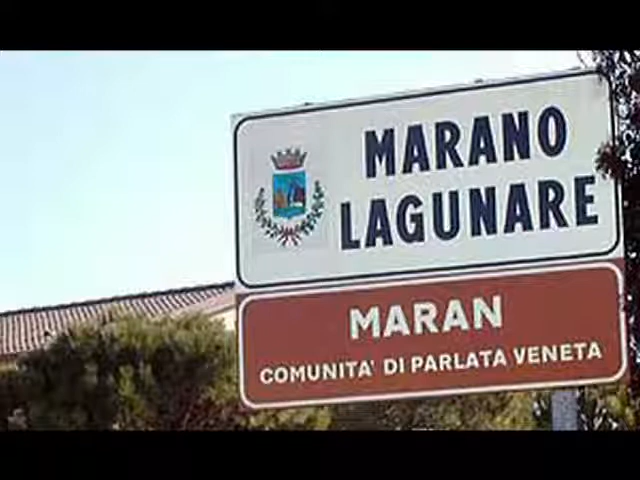 MARANO
LAGUNARE
MARAN
COMUNITA' DI PARLATA VENETA